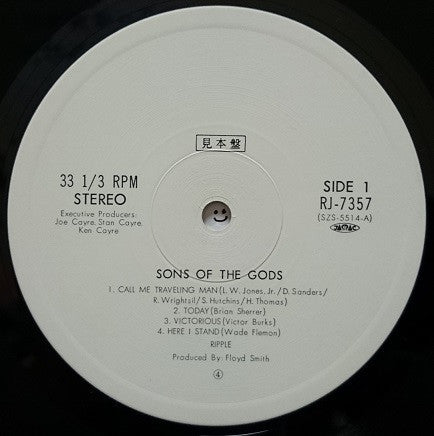 見本盤
33 1/3 RPM
STEREO
Executive Producers:
Joe Cayre, Stan Cayre,
Ken Cayre
SIDE 1
RJ-7357
(SZS-5514-A)
JASRAC
SONS OF THE GODS
1. CALL ME TRAVELING MAN (L. W. Jones, Jr./D. Sanders/
R. Wrightsil/S. Hutchins/H. Thomas)
2. TODAY (Brian Sherrer)
3. VICTORIOUS (Victor Burks)
4. HERE I STAND (Wade Flemon)
RIPPLE
Produced By: Floyd Smith
④